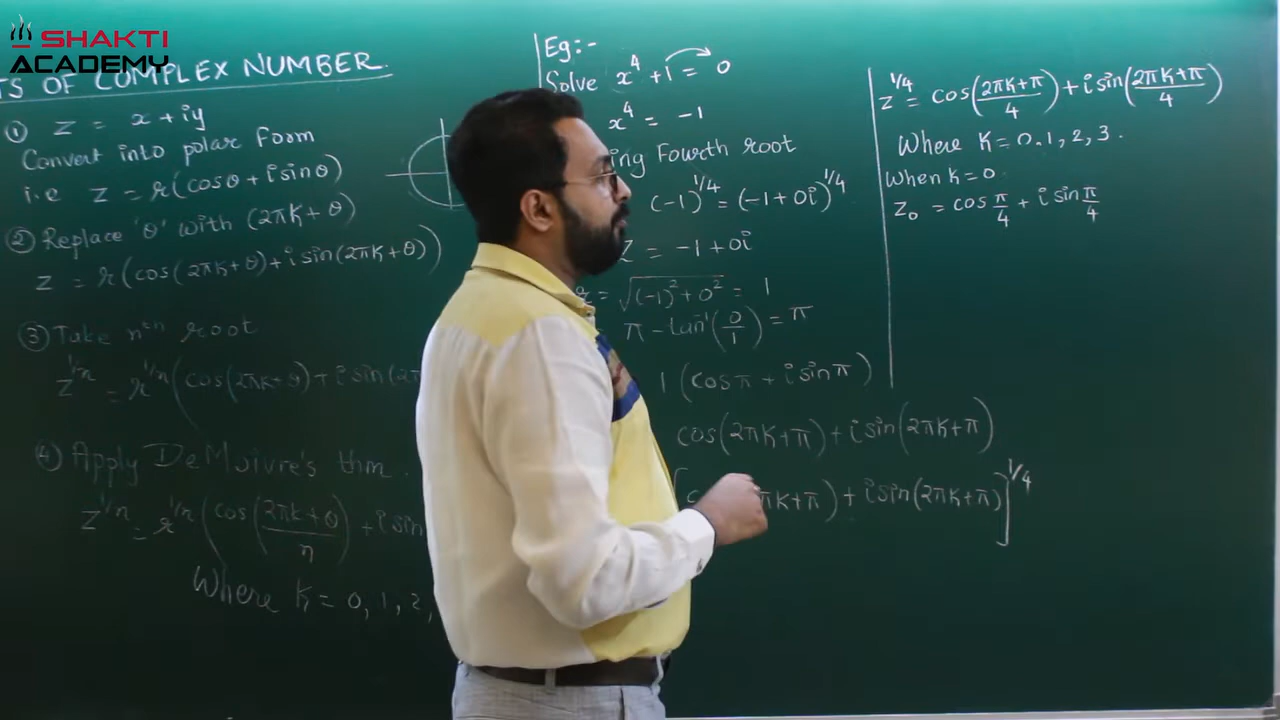 SHAKTI
ACADEMY
TS OF COMPLEX NUMBER.
① z = x+iy
Convert into polar form
i.e z = r(cosθ + i sinθ)
② Replace 'θ' with (2πK + θ)
z = r(cos(2πK+θ) + i sin(2πK+θ))
③ Take nth root
z^1/n = r^1/n (cos(2πK+θ) + i sin(2π
④ Apply DeMoivre's thm.
z^1/n = r^1/n (cos(2πk+θ/n) + i sin
Where K = 0, 1, 2,
Eg:-
Solve x⁴ + 1 = 0
x⁴ = -1
ing Fourth root
(-1)^1/4 = (-1+0i)^1/4
Z = -1+0i
= √(-1)²+0² = 1
π - tan⁻¹(0/1) = π
1 (cosπ + i sinπ)
cos(2πK+π) + i sin(2πK+π)
πK+π) + i sin(2πK+π)]^1/4
z^1/4 = cos(2πK+π/4) + i sin(2πK+π/4)
Where K = 0, 1, 2, 3.
When k = 0
Z₀ = cos π/4 + i sin π/4